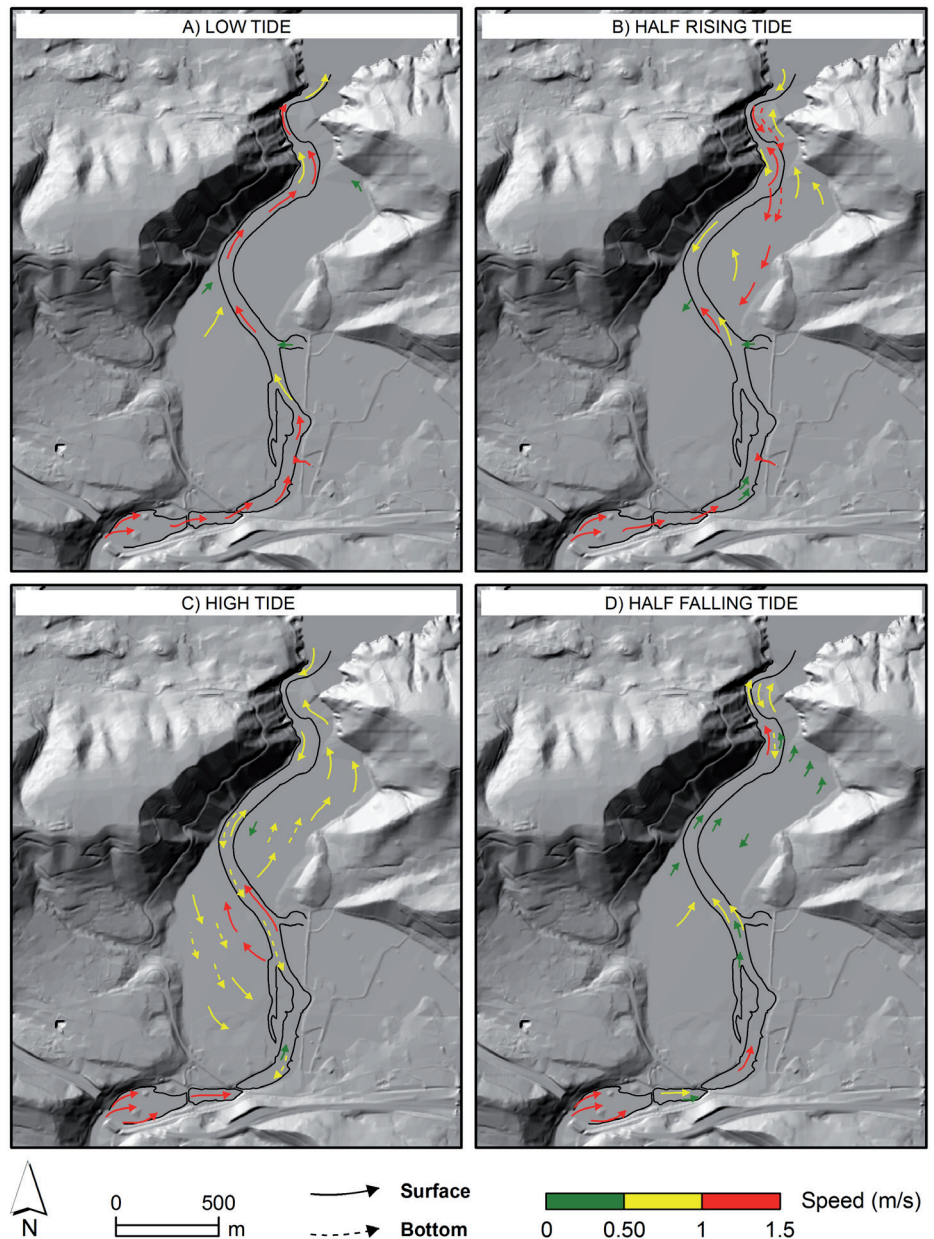 A) LOW TIDE
B) HALF RISING TIDE
C) HIGH TIDE
D) HALF FALLING TIDE
N
0 500
m
Surface
Bottom
Speed (m/s)
0 0.50 1 1.5